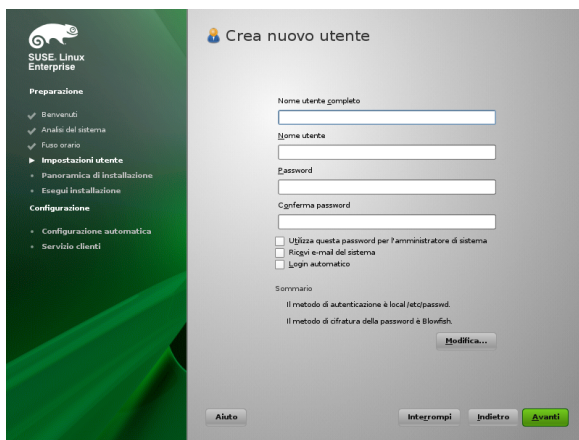 SUSE® Linux
Enterprise
Preparazione
Benvenuti
Analisi del sistema
Fuso orario
Impostazioni utente
Panoramica di installazione
Esegui installazione
Configurazione
Configurazione automatica
Servizio clienti
Crea nuovo utente
Nome utente completo
Nome utente
Password
Conferma password
Utilizza questa password per l'amministratore di sistema
Ricevi e-mail del sistema
Login automatico
Sommario
Il metodo di autenticazione è local /etc/passwd.
Il metodo di cifratura della password è Blowfish.
Modifica...
Aiuto
Interrompi
Indietro
Avanti